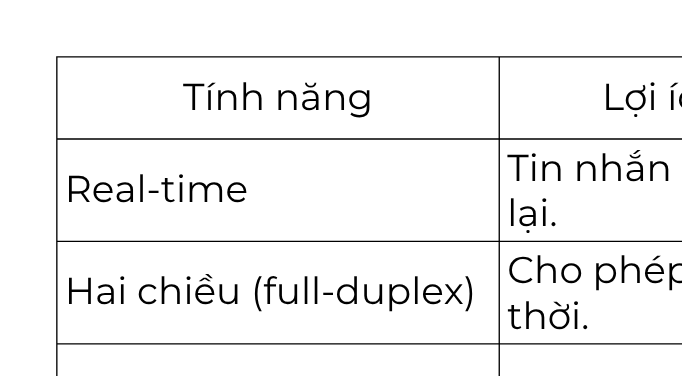 Tính năng
Lợi
Real-time
Tin nhắn
lại.
Hai chiều (full-duplex)
Cho phép
thời.